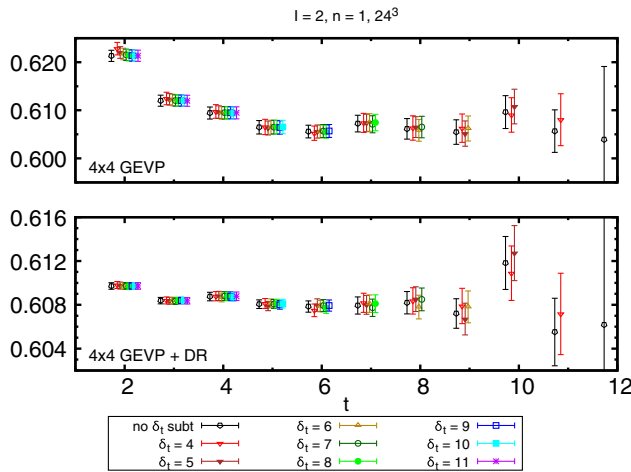 I = 2, n = 1, 24³
0.620
0.610
0.600
4x4 GEVP
0.616
0.612
0.608
0.604
4x4 GEVP + DR
2 4 6 8 10 12
t
no δₜ subt δₜ = 6 δₜ = 9
δₜ = 4 δₜ = 7 δₜ = 10
δₜ = 5 δₜ = 8 δₜ = 11